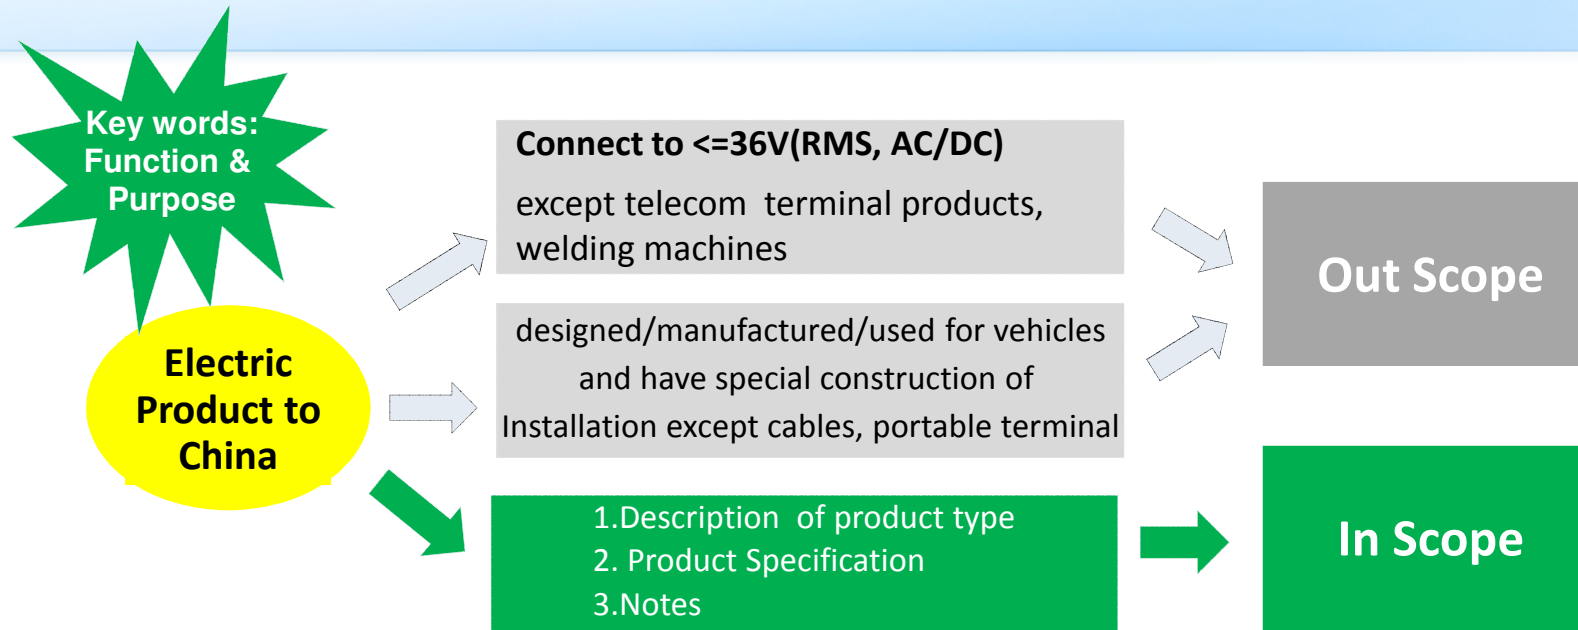 Key words:
Function &
Purpose
Electric
Product to
China
Connect to <=36V(RMS, AC/DC)
except telecom  terminal products,
welding machines
designed/manufactured/used for vehicles
and have special construction of
Installation except cables, portable terminal
1.Description  of product type
2. Product Specification
3.Notes
Out Scope
In Scope